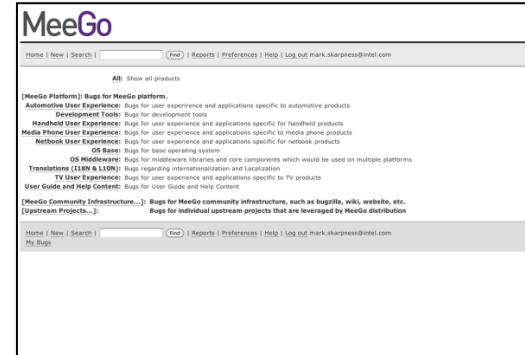 MeeGo
Home | New | Search | Find | Reports | Preferences | Help | Log out mark.skarpness@intel.com
All: Show all products
[MeeGo Platform]: Bugs for MeeGo platform.
Automotive User Experience: Bugs for user experirence and applications specific to automotive products
Development Tools: Bugs for development tools
Handheld User Experience: Bugs for user experience and applications specific for handheld products
Media Phone User Experience: Bugs for user experience and applications specific to media phone products
Netbook User Experience: Bugs for user experience and applications specific for netbook products
OS Base: Bugs for base operating system
OS Middleware: Bugs for middleware libraries and core components which would be used on multiple platforms
Translations (I18N & L10N): Bugs regarding internationalization and Localization
TV User Experience: Bugs for user experience and applications specific to TV products
User Guide and Help Content: Bugs for User Guide and Help Content
[MeeGo Community Infrastructure...]: Bugs for MeeGo community infrastructure, such as bugzilla, wiki, website, etc.
[Upstream Projects...]: Bugs for individual upstream projects that are leveraged by MeeGo distribution
Home | New | Search | Find | Reports | Preferences | Help | Log out mark.skarpness@intel.com
My Bugs